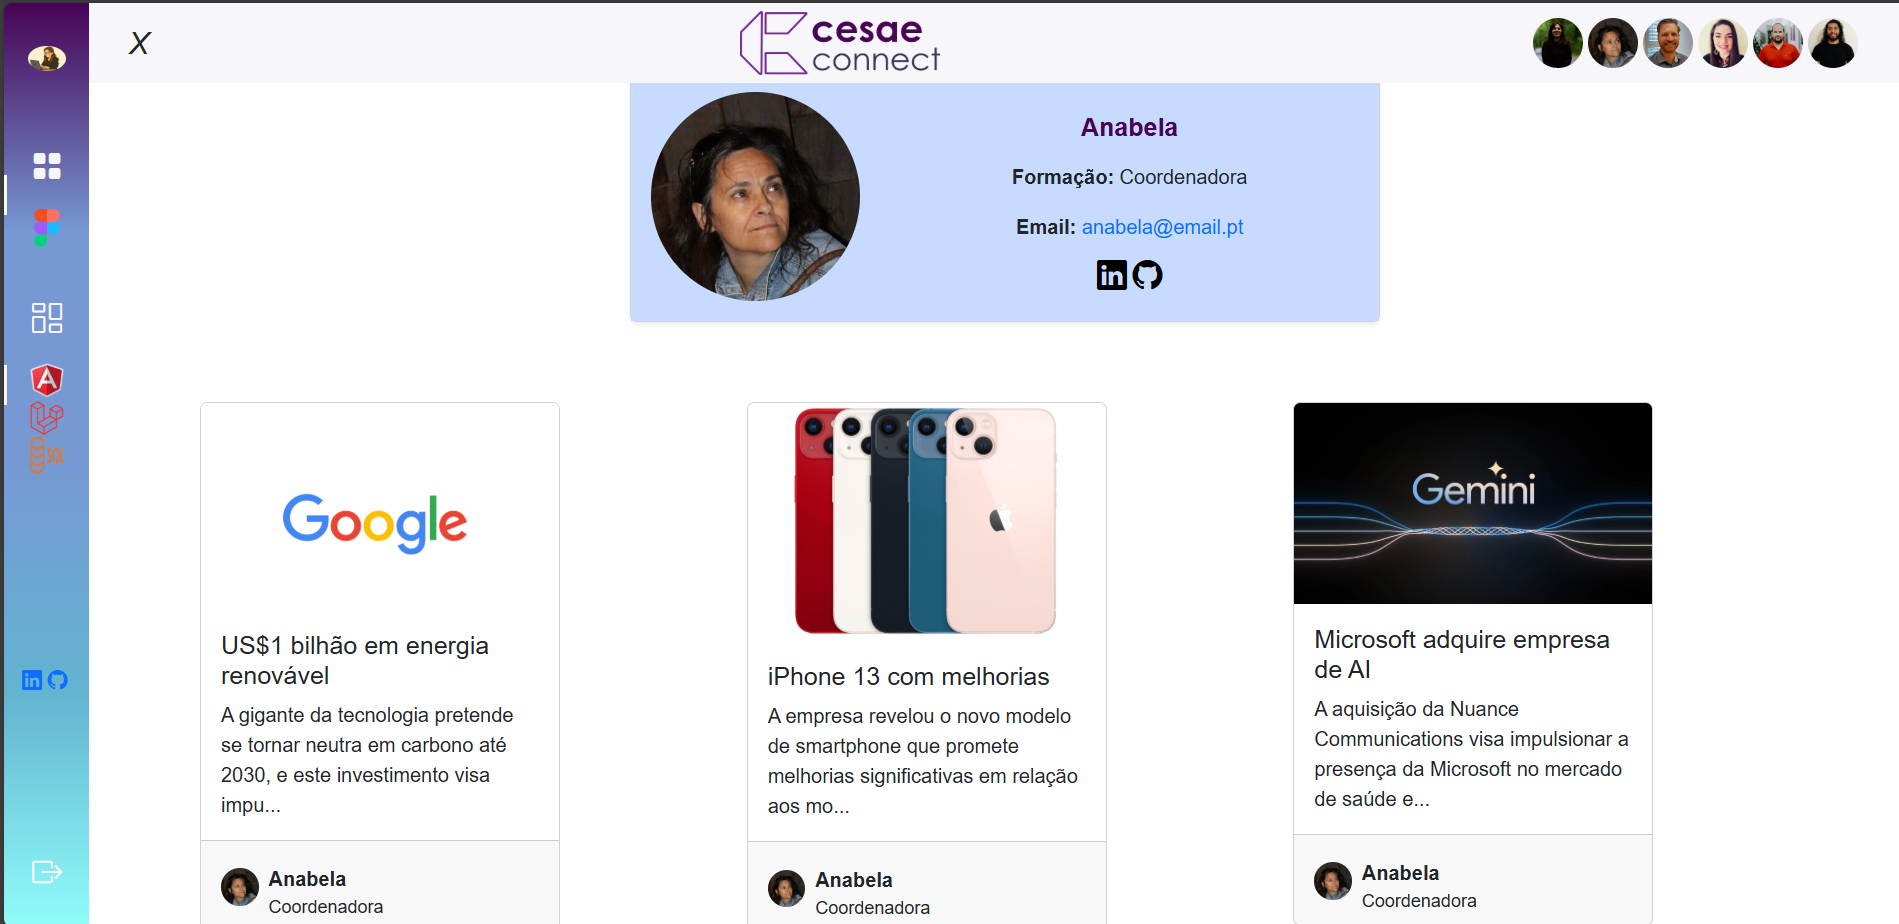 X
cesae
connect
Anabela
Formação: Coordenadora
Email: anabela@email.pt
in
SQL
in
Google
US$1 bilhão em energia
renovável
A gigante da tecnologia pretende
se tornar neutra em carbono até
2030, e este investimento visa
impu...
Anabela
Coordenadora
iPhone 13 com melhorias
A empresa revelou o novo modelo
de smartphone que promete
melhorias significativas em relação
aos mo...
Anabela
Coordenadora
Gemini
Microsoft adquire empresa
de AI
A aquisição da Nuance
Communications visa impulsionar a
presença da Microsoft no mercado
de saúde e...
Anabela
Coordenadora